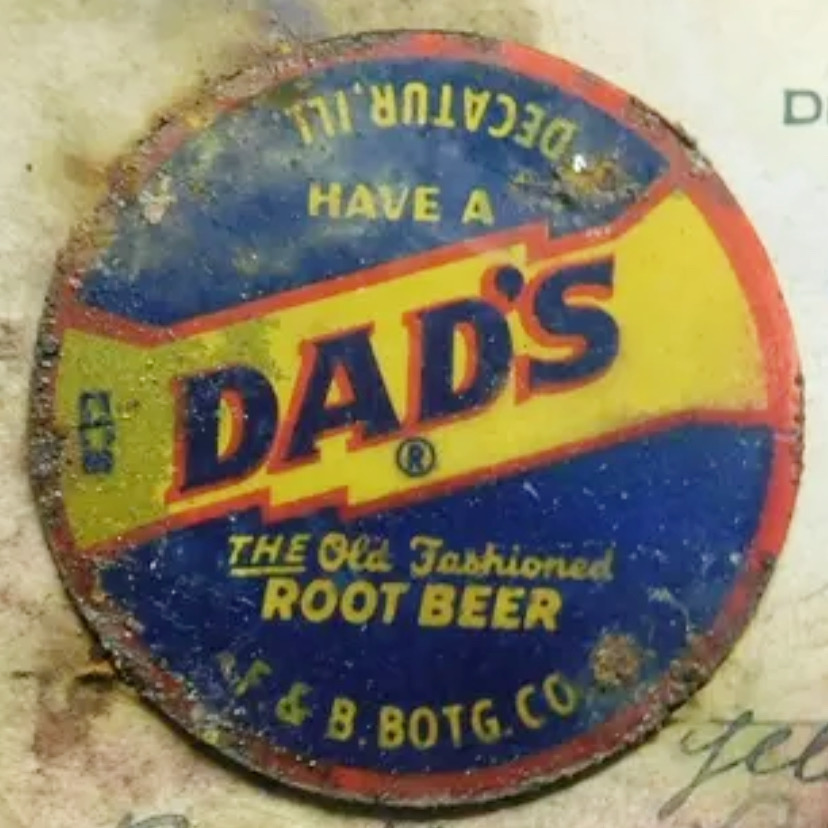 DECATUR, ILL
HAVE A
DAD'S
®
THE Old Fashioned
ROOT BEER
F. & B. BOTG. CO.